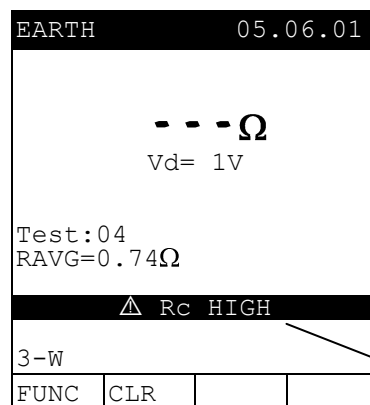 EARTH 05.06.01
- - -Ω
Vd= 1V
Test:04
RAVG=0.74Ω
⚠ Rc HIGH
3-W
FUNC CLR